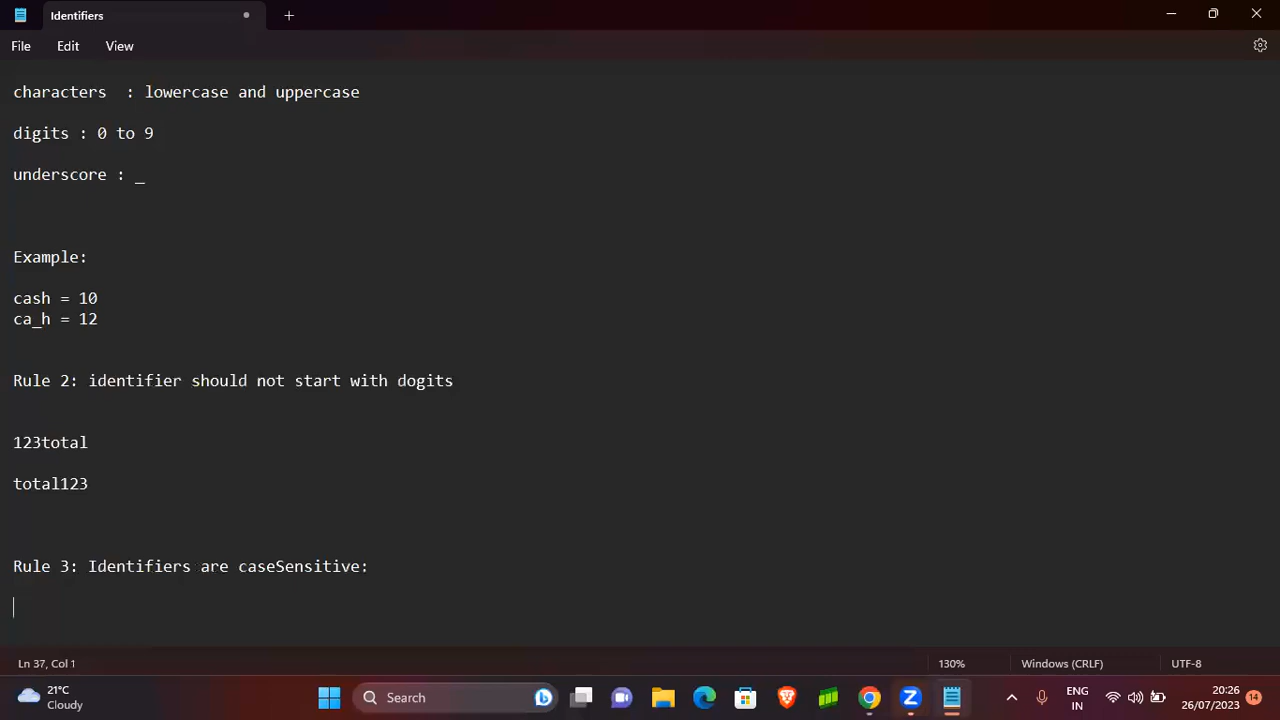 Identifiers
File Edit View
characters  : lowercase and uppercase
digits : 0 to 9
underscore : _
Example:
cash = 10
ca_h = 12
Rule 2: identifier should not start with dogits
123total
total123
Rule 3: Identifiers are caseSensitive:
Ln 37, Col 1 130% Windows (CRLF) UTF-8
21°C
Cloudy
Search
ENG
IN
20:26
26/07/2023
14